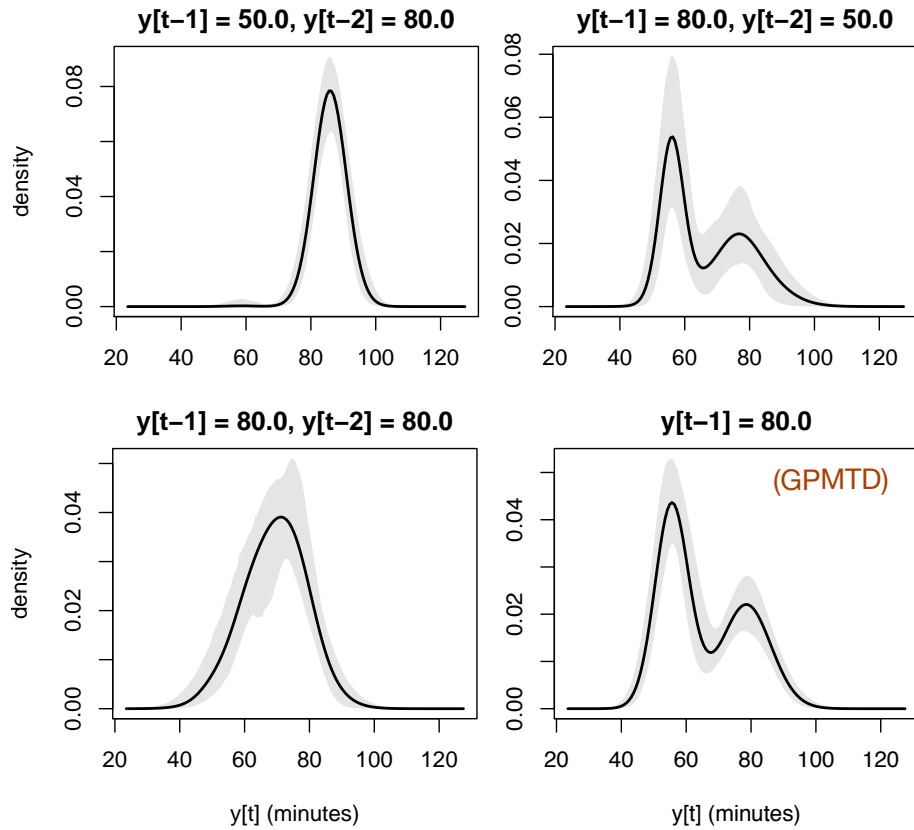 y[t−1] = 50.0, y[t−2] = 80.0
density
0.00 0.04 0.08
20 40 60 80 100 120
y[t−1] = 80.0, y[t−2] = 50.0
0.00 0.02 0.04 0.06 0.08
20 40 60 80 100 120
y[t−1] = 80.0, y[t−2] = 80.0
density
0.00 0.02 0.04
20 40 60 80 100 120
y[t] (minutes)
y[t−1] = 80.0
(GPMTD)
0.00 0.02 0.04
20 40 60 80 100 120
y[t] (minutes)